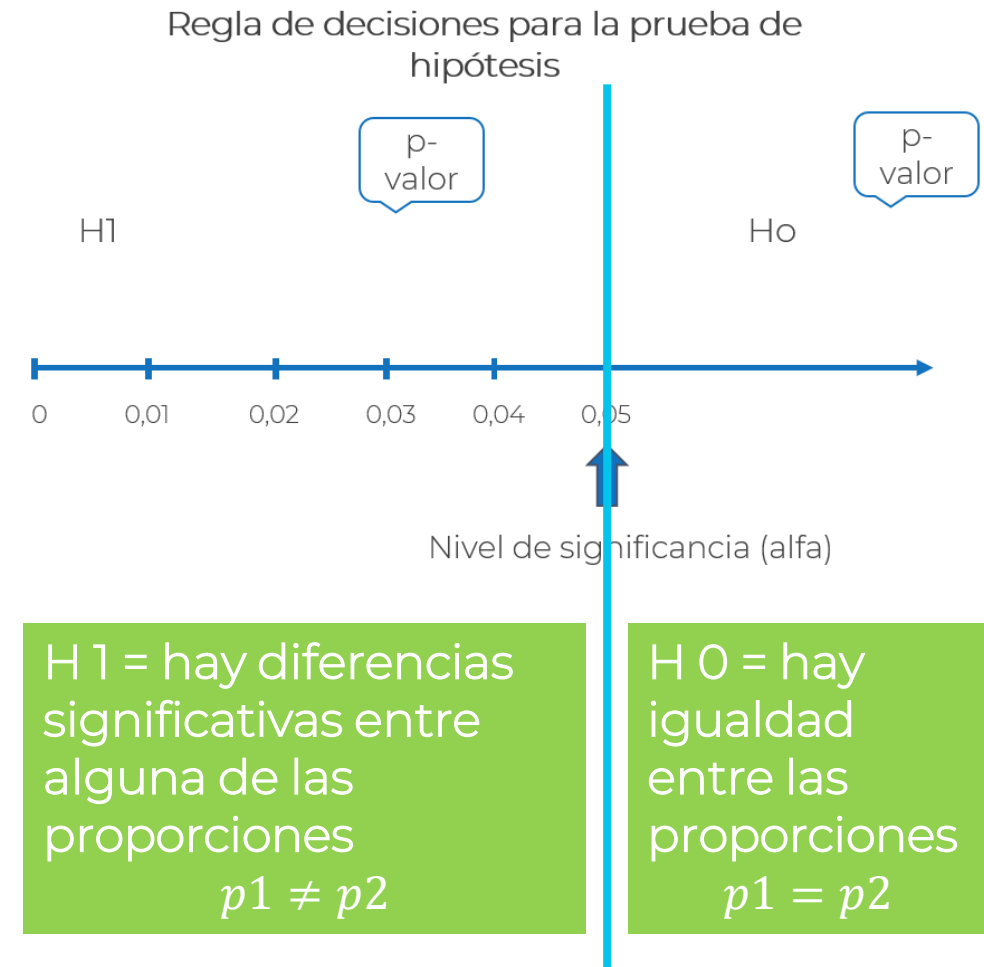 Regla de decisiones para la prueba de
hipótesis
p-
valor
p-
valor
H1
Ho
0
0,01
0,02
0,03
0,04
0,05
Nivel de significancia (alfa)
H 1 = hay diferencias
significativas entre
alguna de las
proporciones
p1 ≠ p2
H 0 = hay
igualdad
entre las
proporciones
p1 = p2